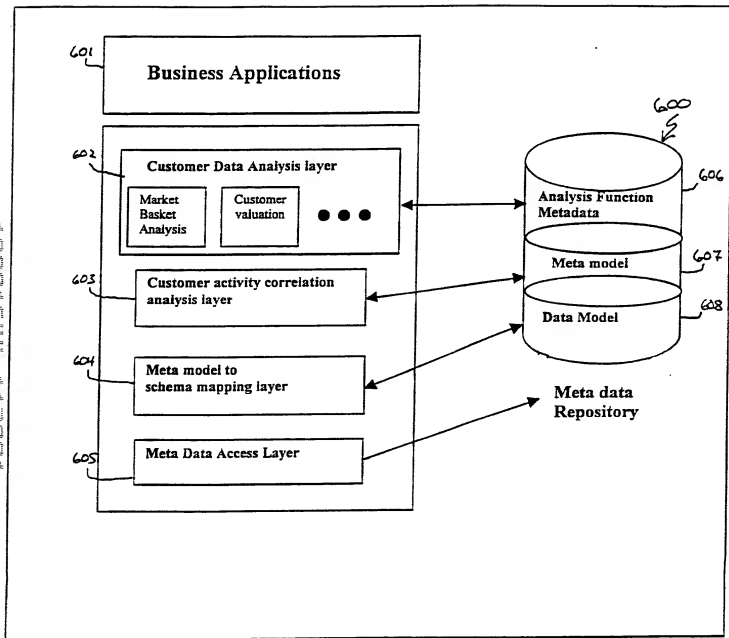 601
Business Applications
600
602
Customer Data Analysis layer
Market
Basket
Analysis
Customer
valuation
606
Analysis Function
Metadata
607
Meta model
603
Customer activity correlation
analysis layer
608
Data Model
604
Meta model to
schema mapping layer
Meta data
Repository
605
Meta Data Access Layer